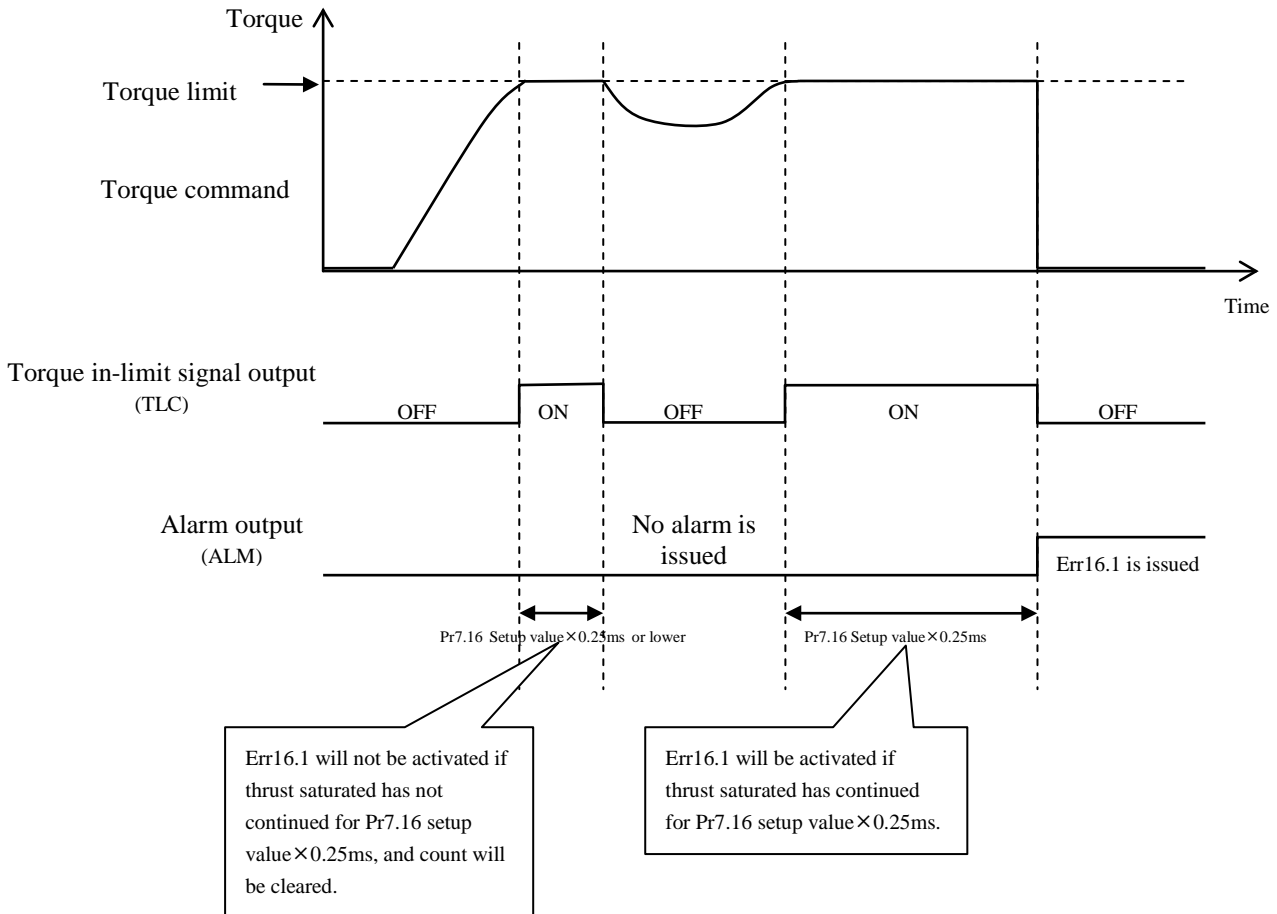 Torque
Torque limit
Torque command
Time
Torque in-limit signal output
(TLC)
OFF
ON
OFF
ON
OFF
Alarm output
(ALM)
No alarm is
issued
Err16.1 is issued
Pr7.16 Setup value×0.25ms or lower
Pr7.16 Setup value×0.25ms
Err16.1 will not be activated if
thrust saturated has not
continued for Pr7.16 setup
value×0.25ms, and count will
be cleared.
Err16.1 will be activated if
thrust saturated has continued
for Pr7.16 setup value×0.25ms.